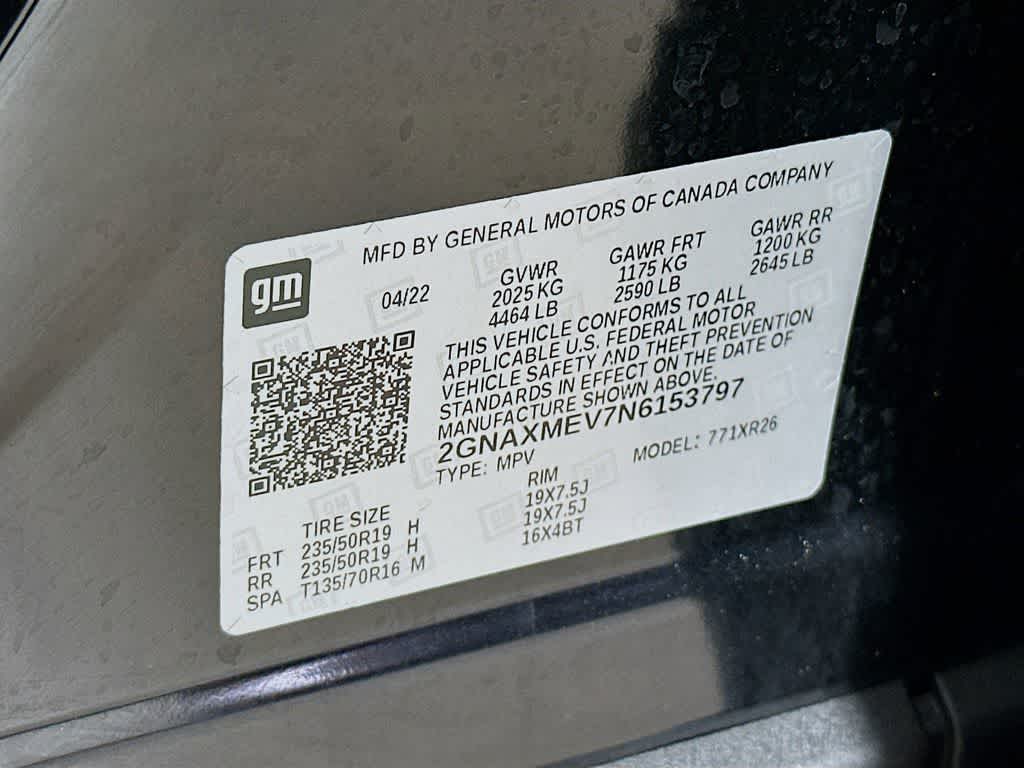 MFD BY GENERAL MOTORS OF CANADA COMPANY
gm
04/22
GVWR GAWR FRT GAWR RR
2025 KG 1175 KG 1200 KG
4464 LB 2590 LB 2645 LB
THIS VEHICLE CONFORMS TO ALL
APPLICABLE U.S. FEDERAL MOTOR
VEHICLE SAFETY AND THEFT PREVENTION
STANDARDS IN EFFECT ON THE DATE OF
MANUFACTURE SHOWN ABOVE.
2GNAXMEV7N6153797
TYPE: MPV MODEL: 771XR26
TIRE SIZE RIM
FRT 235/50R19 H 19X7.5J
RR 235/50R19 H 19X7.5J
SPA T135/70R16 M 16X4BT